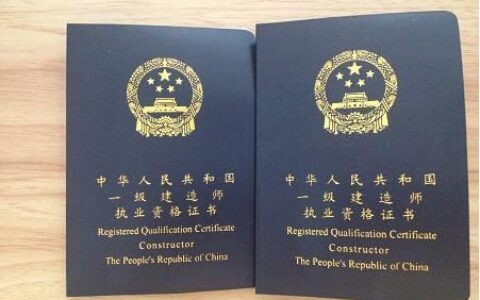 中华人民共和国
一级建造师
执业资格证书
Registered Qualification Certificate
Constructor
The People's Republic of China
中华人民共和国
一级建造师
执业资格证书
Registered Qualification Certificate
Constructor
The People's Republic of China